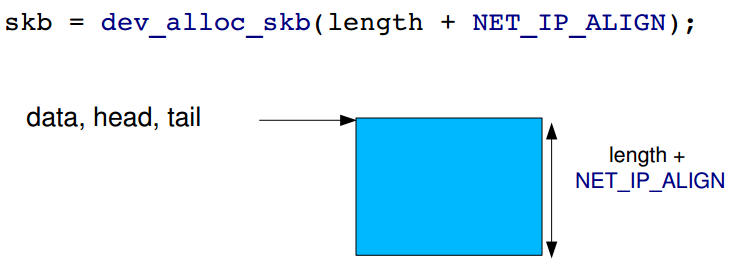 skb = dev_alloc_skb(length + NET_IP_ALIGN);
data, head, tail
length +
NET_IP_ALIGN